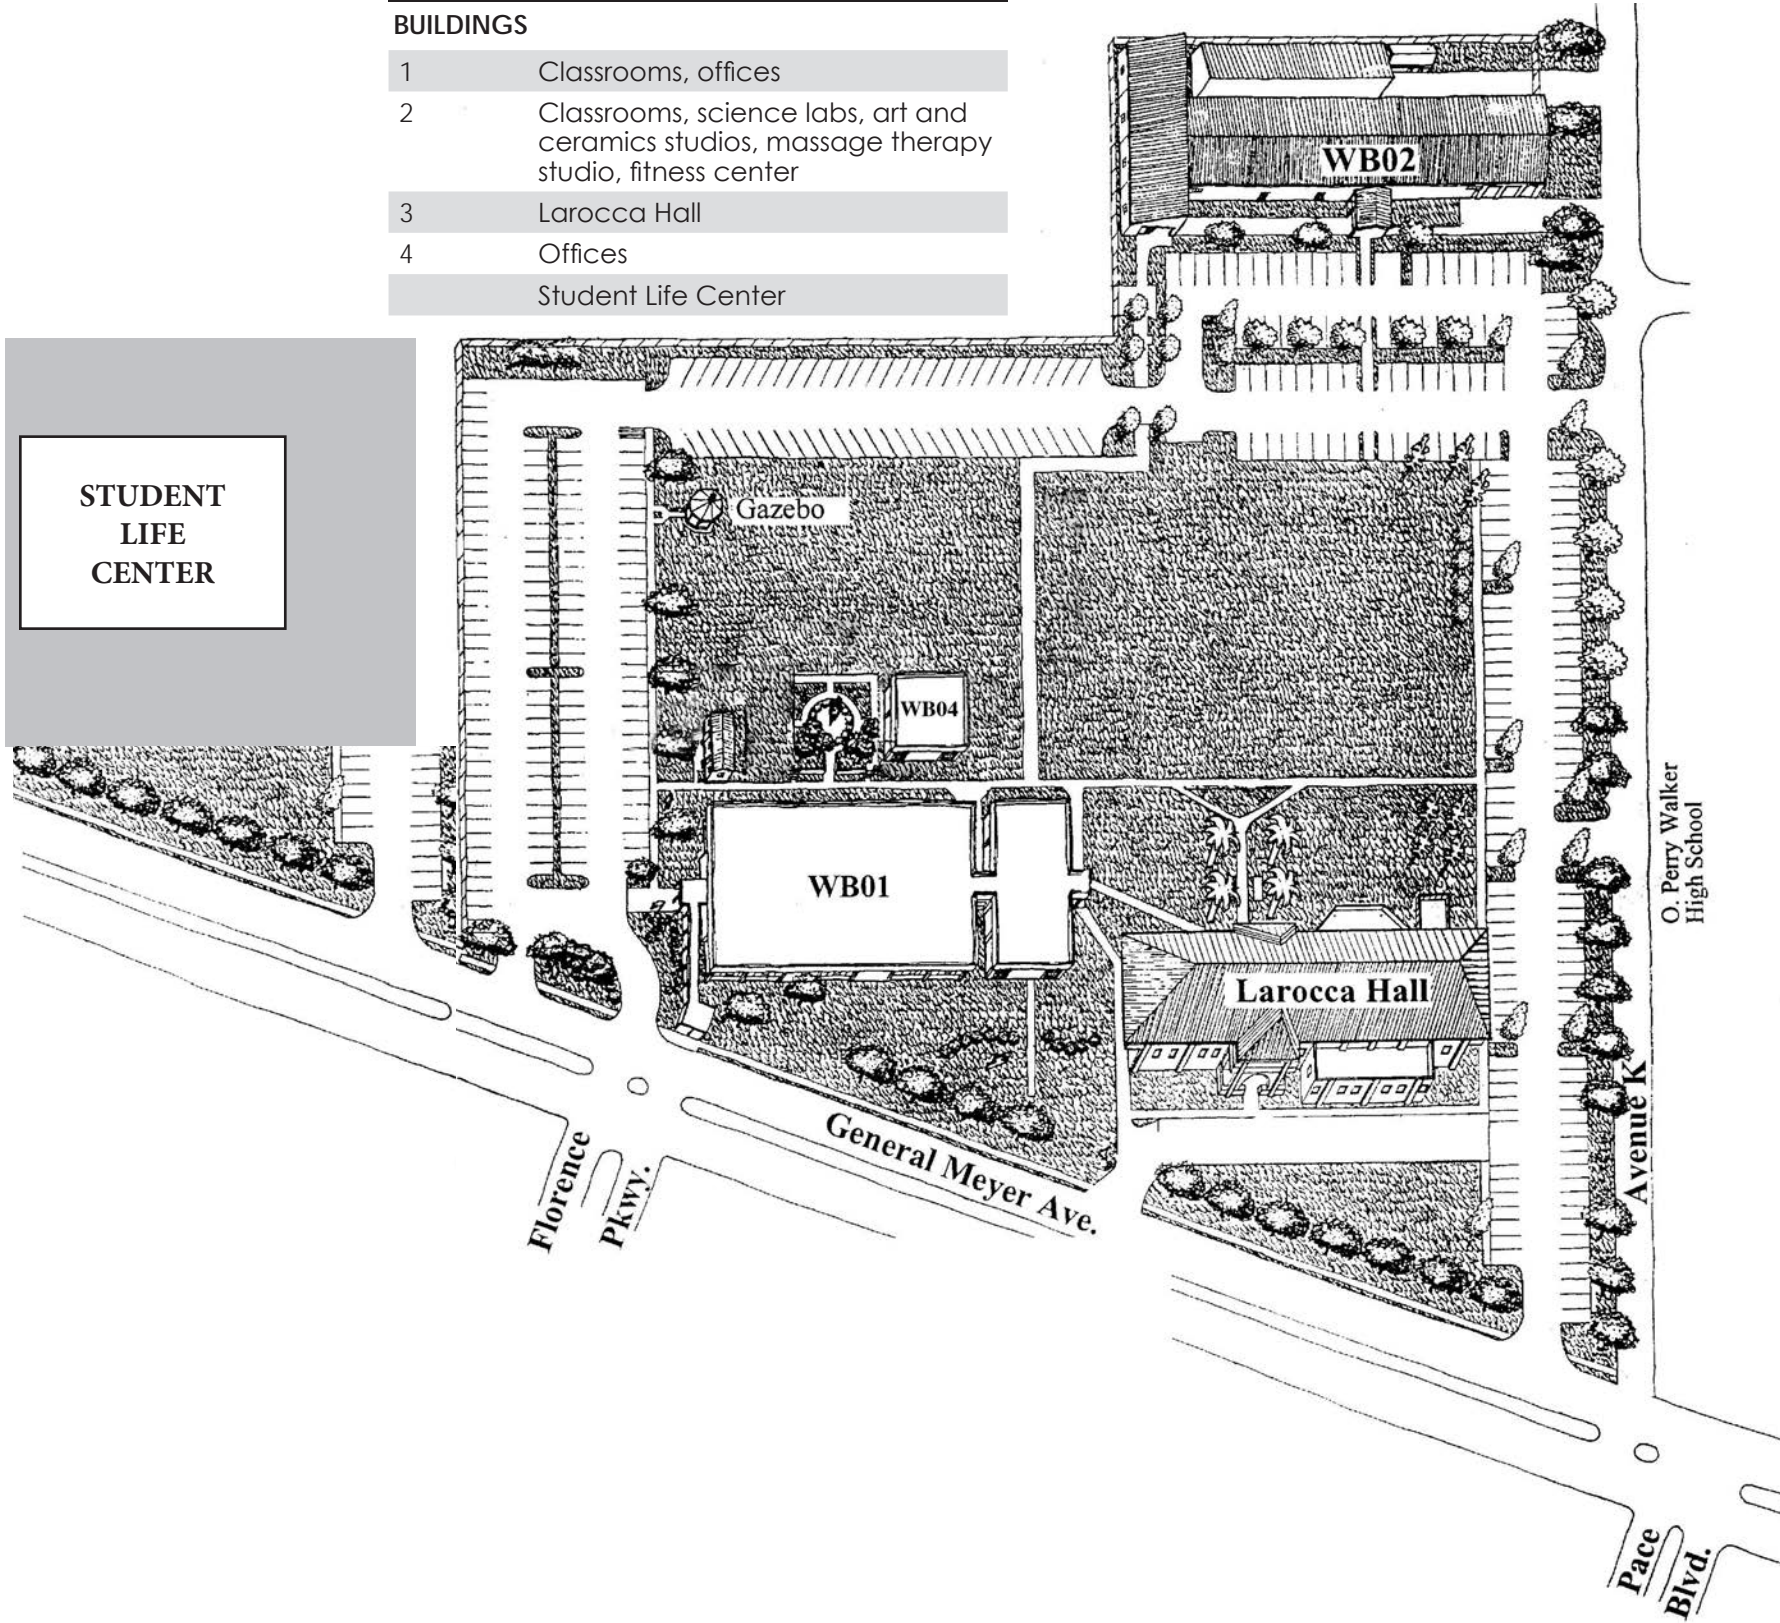 BUILDINGS
1 Classrooms, offices
2 Classrooms, science labs, art and
ceramics studios, massage therapy
studio, fitness center
3 Larocca Hall
4 Offices
Student Life Center
WB02
STUDENT
LIFE
CENTER
Gazebo
WB04
WB01
Larocca Hall
O. Perry Walker
High School
Avenue K
General Meyer Ave.
Florence
Pkwy.
Pace
Blvd.